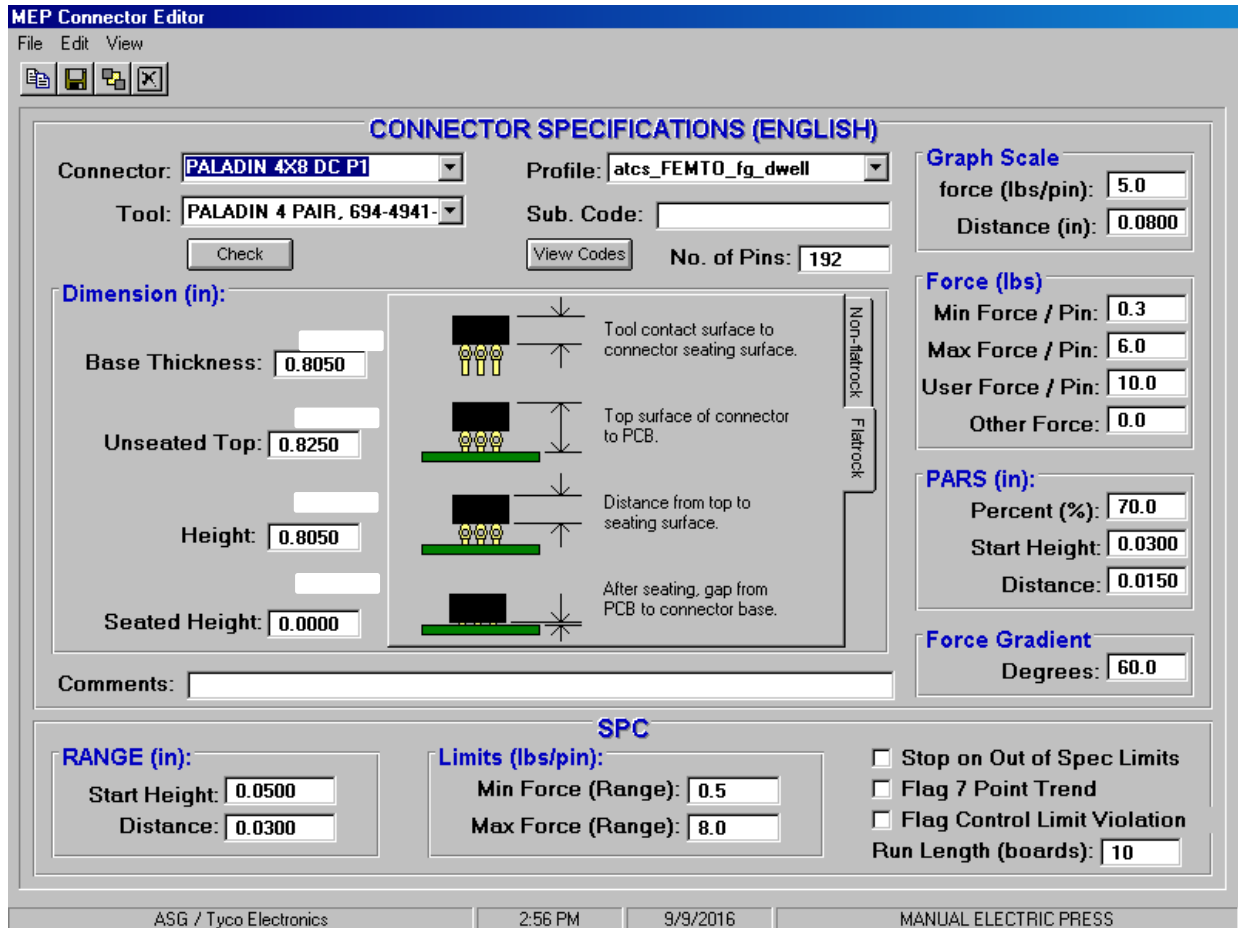 MEP Connector Editor
File Edit View
CONNECTOR SPECIFICATIONS (ENGLISH)
Connector: PALADIN 4X8 DC P1
Profile: atcs_FEMTO_fg_dwell
Tool: PALADIN 4 PAIR, 694-4941-
Sub. Code:
Check
View Codes
No. of Pins: 192
Graph Scale
force (lbs/pin): 5.0
Distance (in): 0.0800
Dimension (in):
Base Thickness: 0.8050
Unseated Top: 0.8250
Height: 0.8050
Seated Height: 0.0000
Tool contact surface to
connector seating surface.
Top surface of connector
to PCB.
Distance from top to
seating surface.
After seating, gap from
PCB to connector base.
Non-flatrock
Flatrock
Force (lbs)
Min Force / Pin: 0.3
Max Force / Pin: 6.0
User Force / Pin: 10.0
Other Force: 0.0
PARS (in):
Percent (%): 70.0
Start Height: 0.0300
Distance: 0.0150
Force Gradient
Degrees: 60.0
Comments:
SPC
RANGE (in):
Start Height: 0.0500
Distance: 0.0300
Limits (lbs/pin):
Min Force (Range): 0.5
Max Force (Range): 8.0
Stop on Out of Spec Limits
Flag 7 Point Trend
Flag Control Limit Violation
Run Length (boards): 10
ASG / Tyco Electronics 2:56 PM 9/9/2016 MANUAL ELECTRIC PRESS